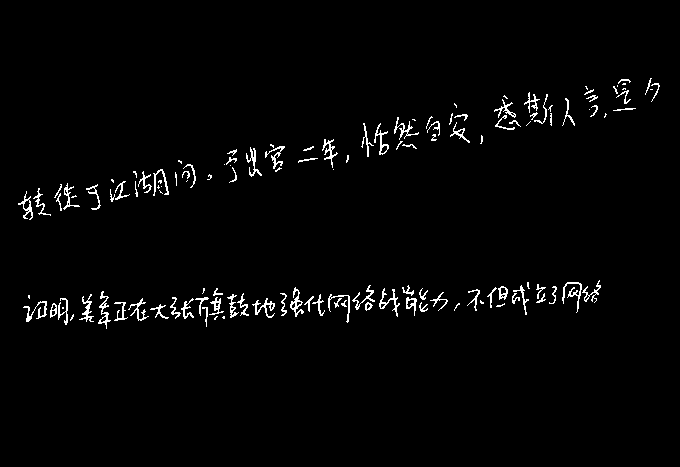 转徙于江湖间。予出官二年,恬然自安,感斯人言,是夕
证明,美军正在大张旗鼓地强化网络战能力,不但成立了网络